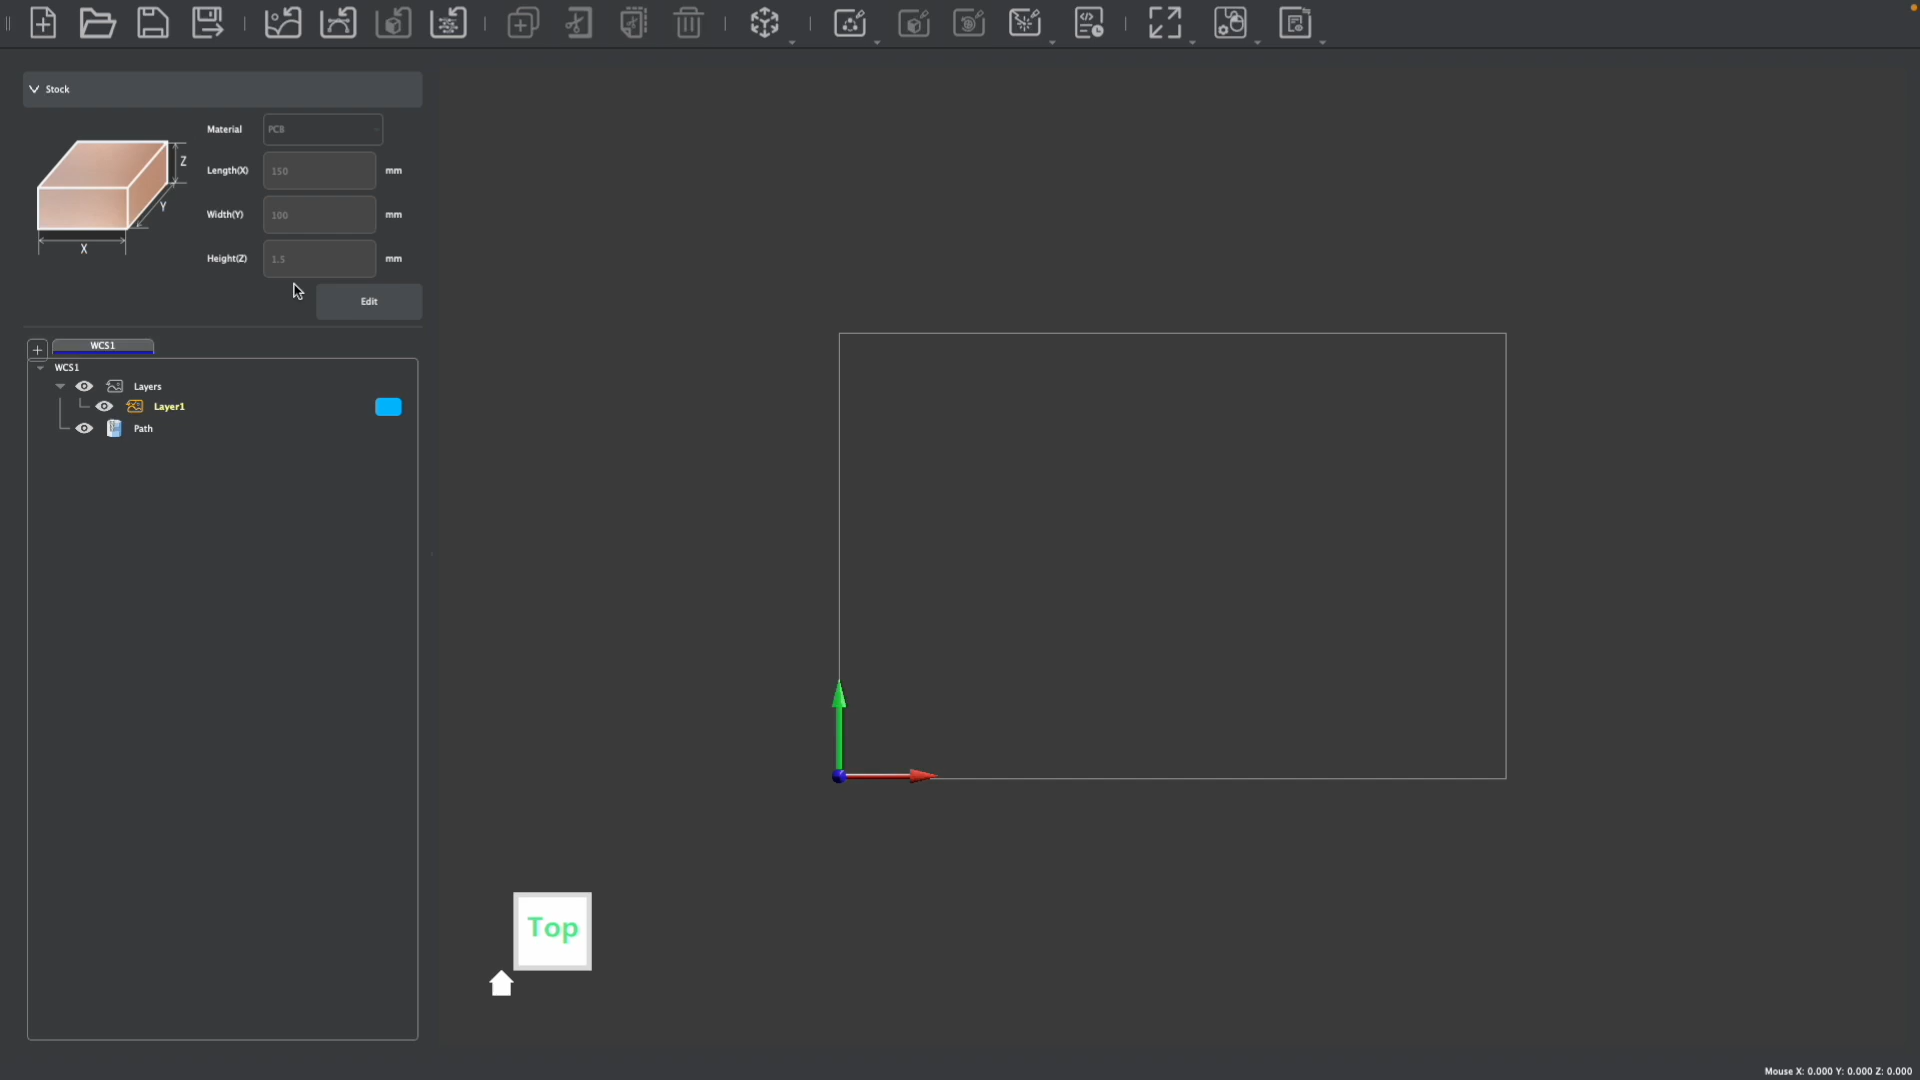 Stock
Material PCB
Z
Length(X) 150 mm
Y
Width(Y) 100 mm
X
Height(Z) 1.5 mm
Edit
WCS1
WCS1
Layers
Layer1
Path
Top
Mouse X: 0.000 Y: 0.000 Z: 0.000